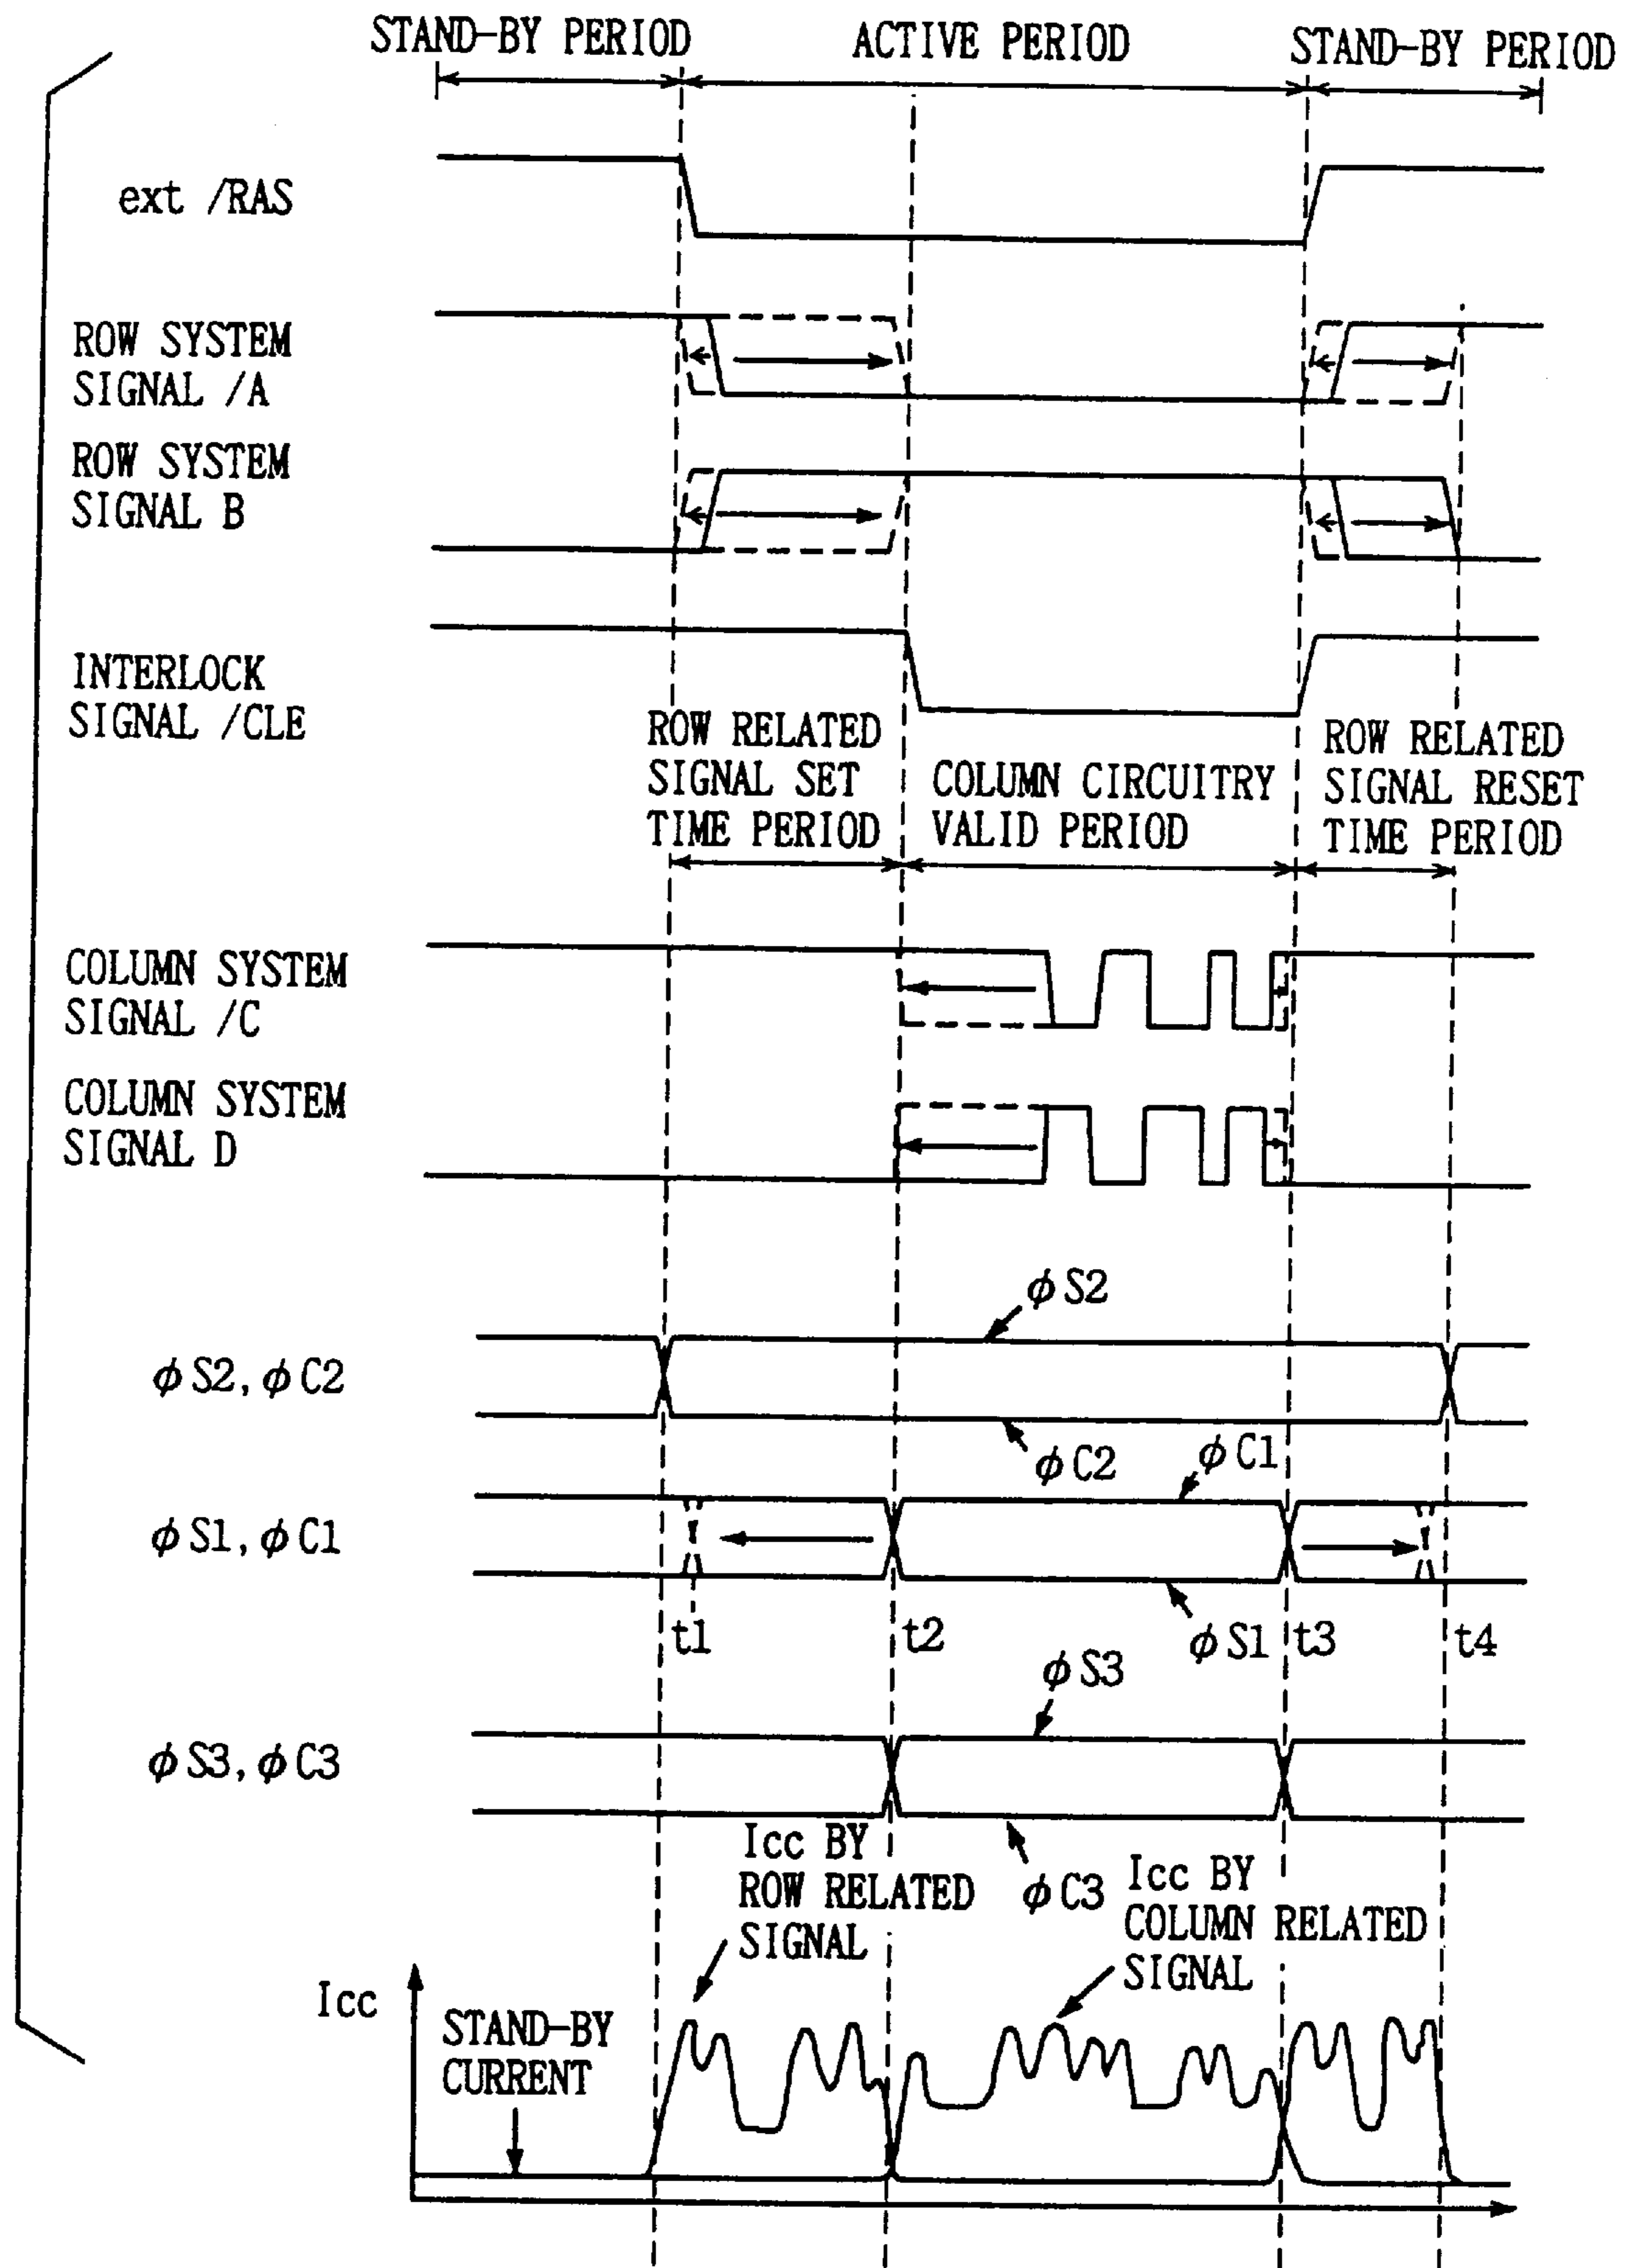 STAND-BY PERIOD
ACTIVE PERIOD
STAND-BY PERIOD
ext /RAS
ROW SYSTEM
SIGNAL /A
ROW SYSTEM
SIGNAL B
INTERLOCK
SIGNAL /CLE
ROW RELATED
SIGNAL SET
TIME PERIOD
COLUMN CIRCUITRY
VALID PERIOD
ROW RELATED
SIGNAL RESET
TIME PERIOD
COLUMN SYSTEM
SIGNAL /C
COLUMN SYSTEM
SIGNAL D
φS2
φS2, φC2
φC2
φC1
φS1, φC1
t1
t2
φS1
t3
t4
φS3
φS3, φC3
φC3
Icc BY
ROW RELATED
SIGNAL
Icc BY
COLUMN RELATED
SIGNAL
Icc
STAND-BY
CURRENT